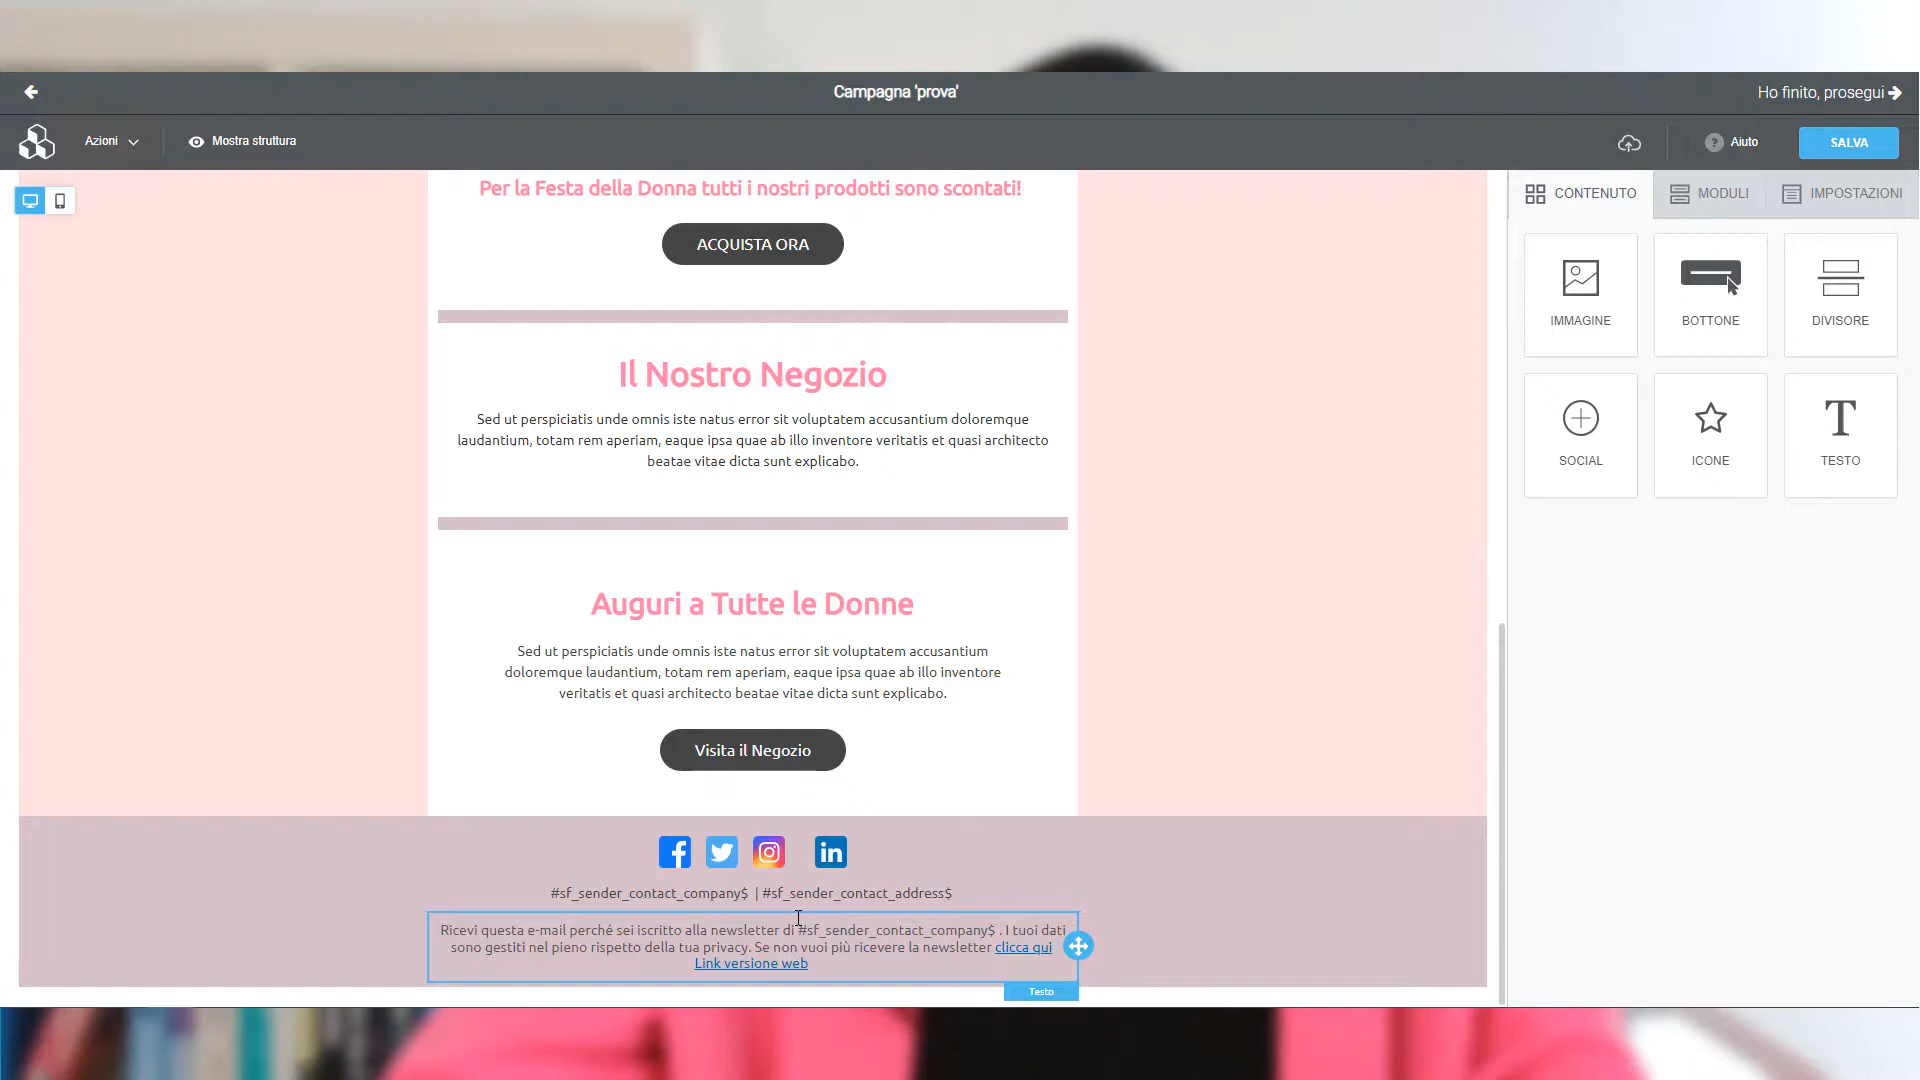 Campagna 'prova'
Ho finito, prosegui
Azioni
Mostra struttura
? Aiuto
SALVA
Per la Festa della Donna tutti i nostri prodotti sono scontati!
ACQUISTA ORA
Il Nostro Negozio
Sed ut perspiciatis unde omnis iste natus error sit voluptatem accusantium doloremque
laudantium, totam rem aperiam, eaque ipsa quae ab illo inventore veritatis et quasi architecto
beatae vitae dicta sunt explicabo.
Auguri a Tutte le Donne
Sed ut perspiciatis unde omnis iste natus error sit voluptatem accusantium
doloremque laudantium, totam rem aperiam, eaque ipsa quae ab illo inventore
veritatis et quasi architecto beatae vitae dicta sunt explicabo.
Visita il Negozio
#sf_sender_contact_company$ | #sf_sender_contact_address$
Ricevi questa e-mail perché sei iscritto alla newsletter di #sf_sender_contact_company$ . I tuoi dati
sono gestiti nel pieno rispetto della tua privacy. Se non vuoi più ricevere la newsletter clicca qui
Link versione web
Testo
CONTENUTO
MODULI
IMPOSTAZIONI
IMMAGINE
BOTTONE
DIVISORE
SOCIAL
ICONE
TESTO